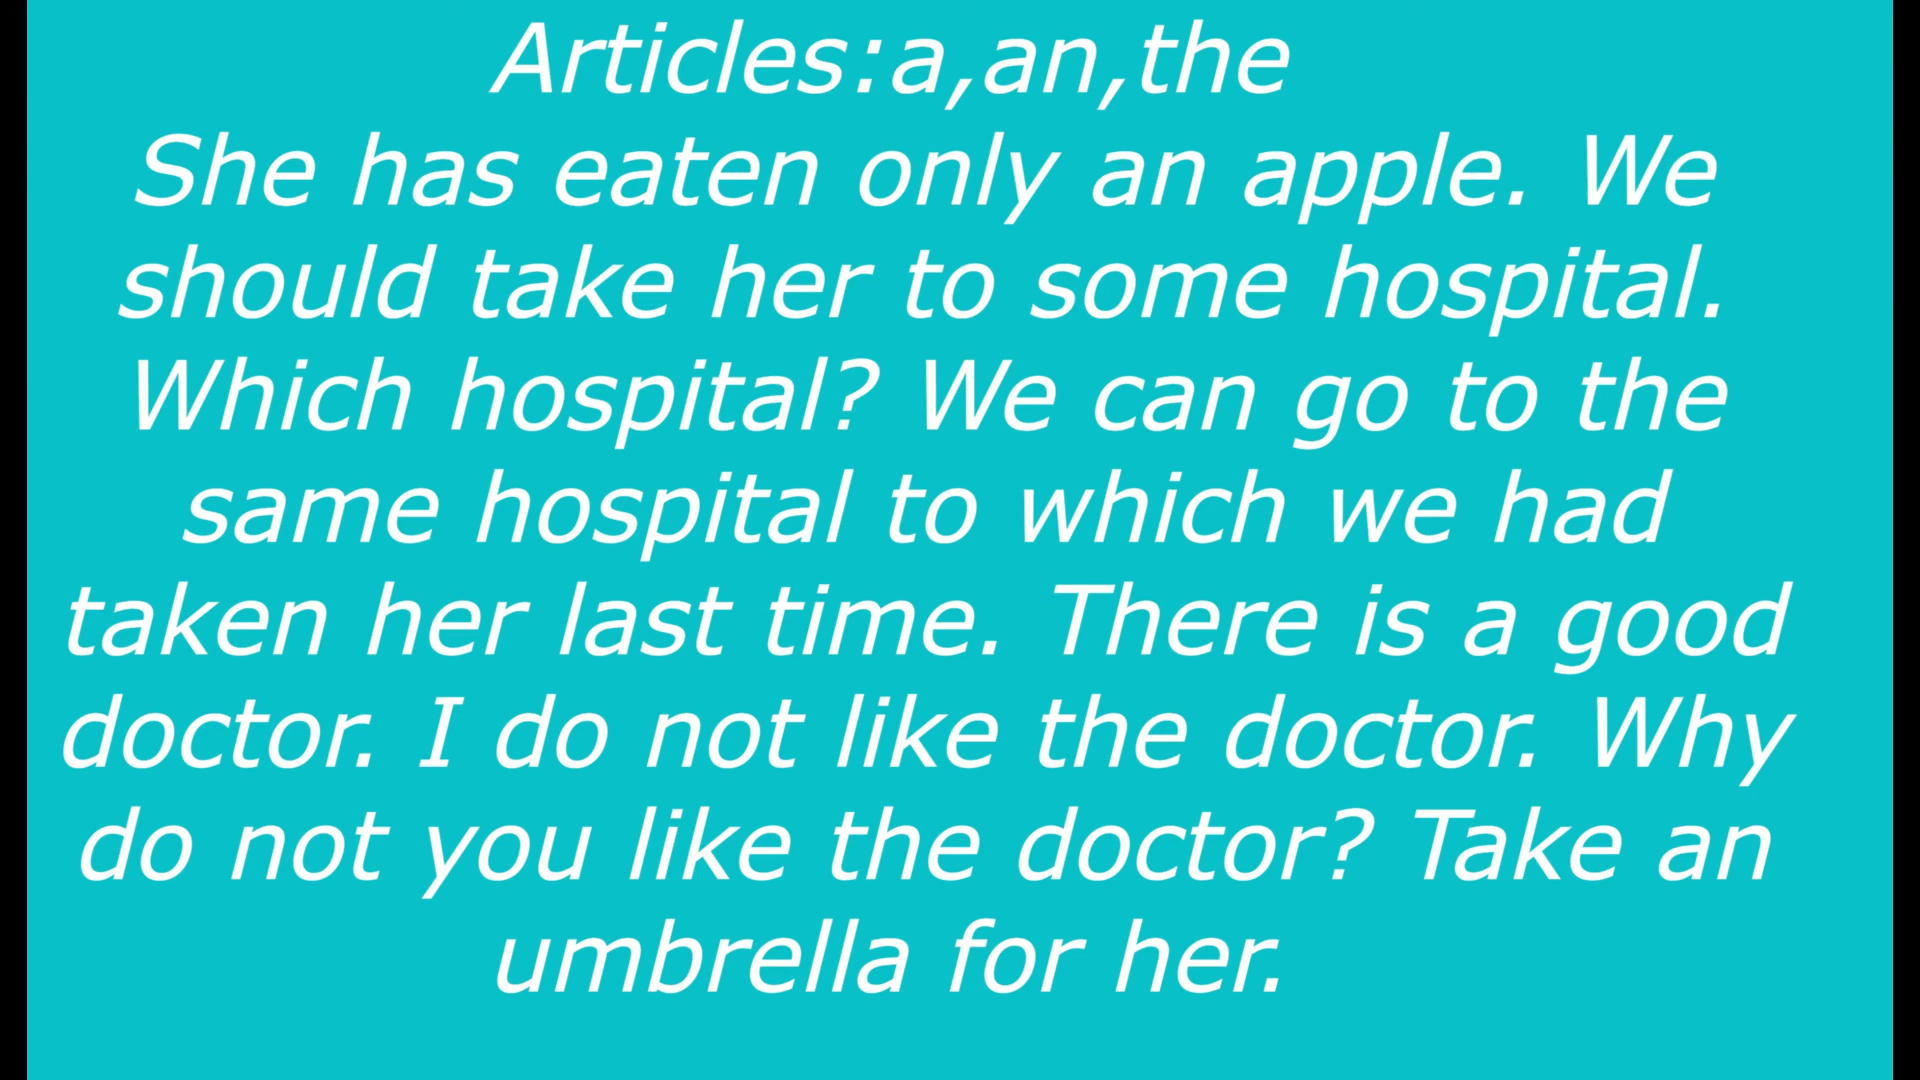 Articles:a,an,the
She has eaten only an apple. We
should take her to some hospital.
Which hospital? We can go to the
same hospital to which we had
taken her last time. There is a good
doctor. I do not like the doctor. Why
do not you like the doctor? Take an
umbrella for her.